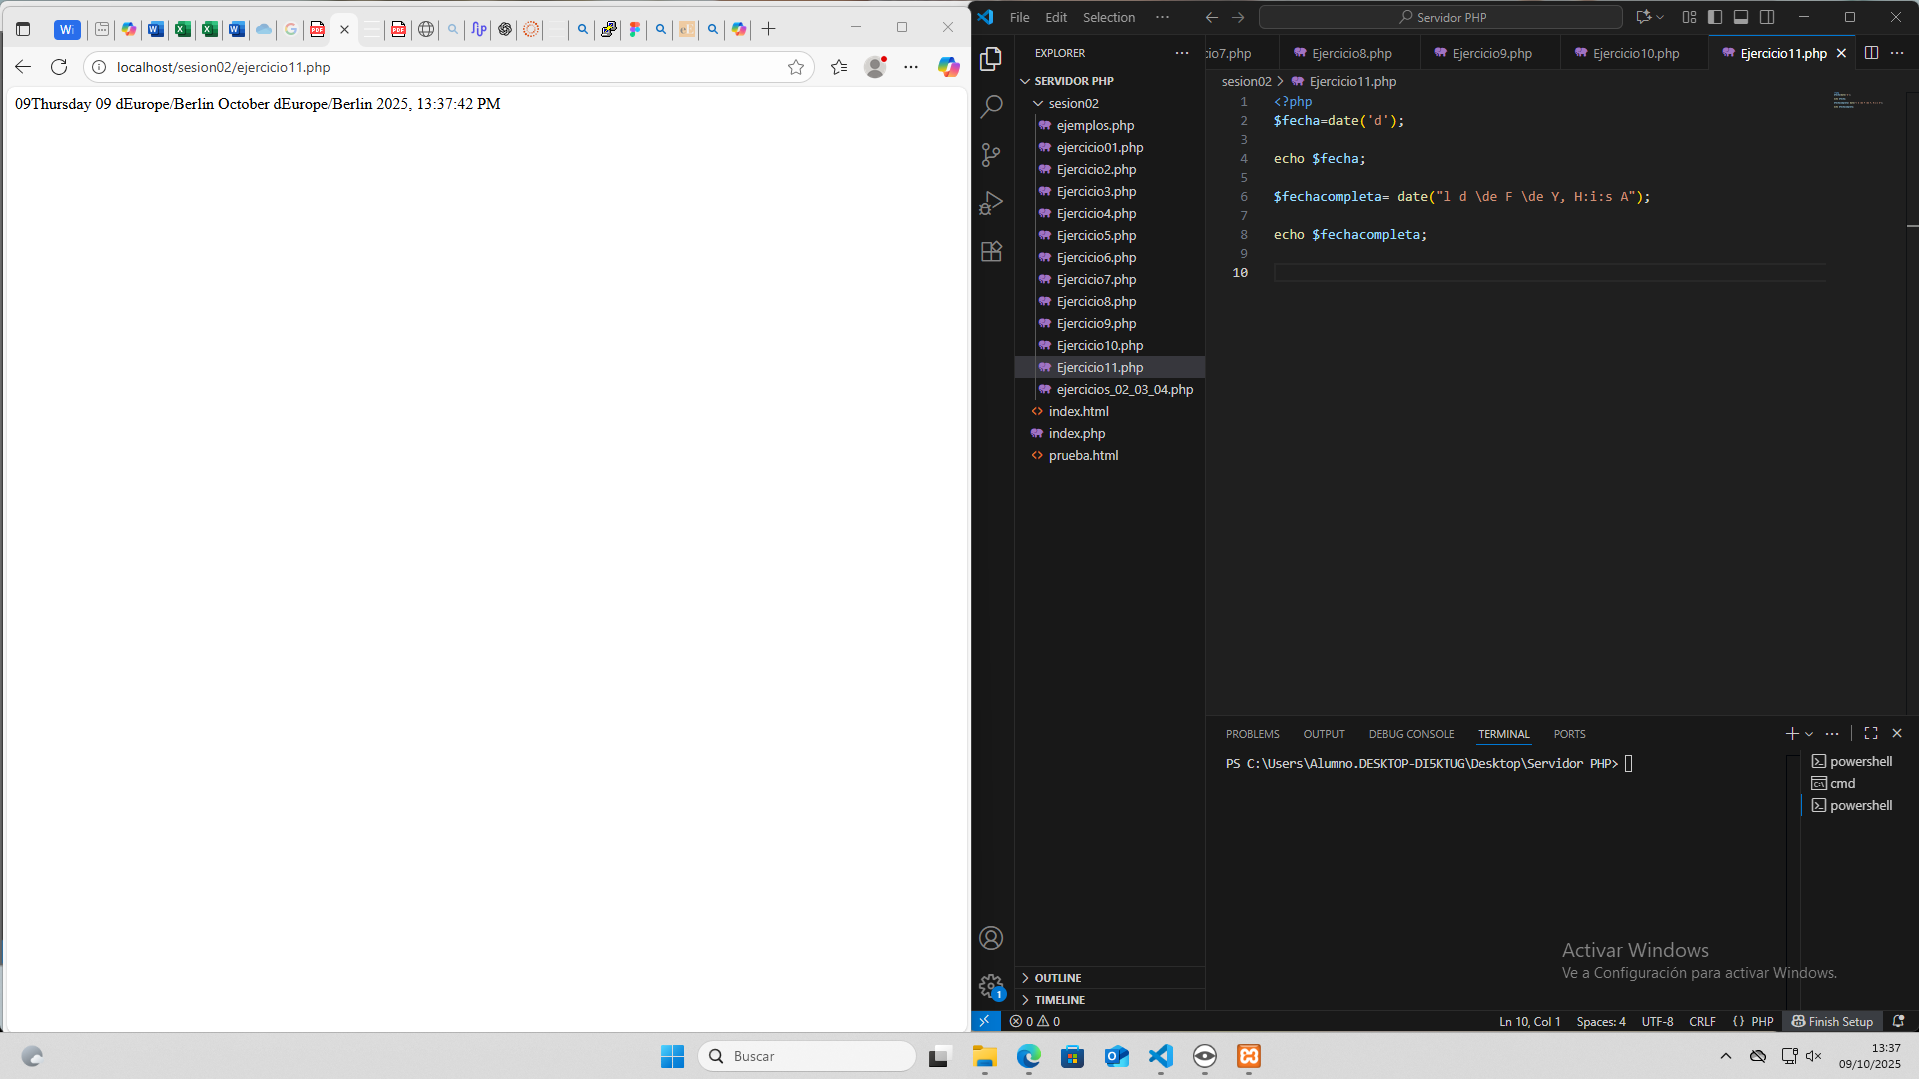 Wi
localhost/sesion02/ejercicio11.php
09Thursday 09 dEurope/Berlin October dEurope/Berlin 2025, 13:37:42 PM
File Edit Selection ···
Servidor PHP
EXPLORER
SERVIDOR PHP
sesion02
ejemplos.php
ejercicio01.php
Ejercicio2.php
Ejercicio3.php
Ejercicio4.php
Ejercicio5.php
Ejercicio6.php
Ejercicio7.php
Ejercicio8.php
Ejercicio9.php
Ejercicio10.php
Ejercicio11.php
ejercicios_02_03_04.php
index.html
index.php
prueba.html
OUTLINE
TIMELINE
cio7.php Ejercicio8.php Ejercicio9.php Ejercicio10.php Ejercicio11.php
sesion02 > Ejercicio11.php
1 <?php
2 $fecha=date('d');
3
4 echo $fecha;
5
6 $fechacompleta= date("l d \de F \de Y, H:i:s A");
7
8 echo $fechacompleta;
9
10
PROBLEMS OUTPUT DEBUG CONSOLE TERMINAL PORTS
PS C:\Users\Alumno.DESKTOP-DI5KTUG\Desktop\Servidor PHP>
powershell
cmd
powershell
Activar Windows
Ve a Configuración para activar Windows.
1
0 0
Ln 10, Col 1 Spaces: 4 UTF-8 CRLF { } PHP Finish Setup
Buscar
13:37
09/10/2025